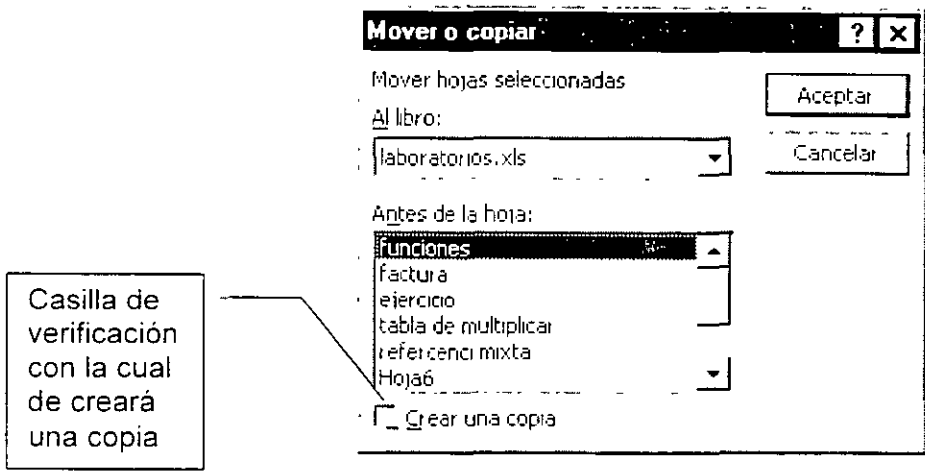 Mover o copiar
? ×
Mover hojas seleccionadas
Aceptar
Al libro:
laboratorios.xls
Cancelar
Antes de la hoja:
funciones
factura
ejercicio
tabla de multiplicar
refercenci mixta
Hoja6
Crear una copia
Casilla de
verificación
con la cual
de creará
una copia